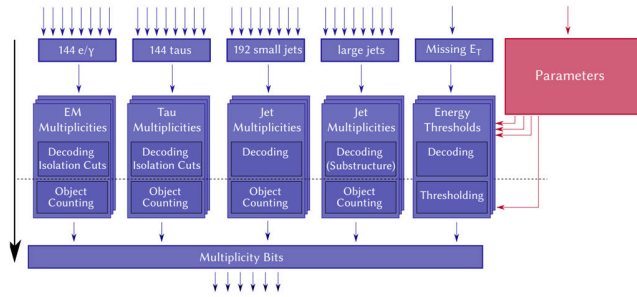 144 e/γ
144 taus
192 small jets
large jets
Missing E_T
Parameters
EM
Multiplicities
Decoding
Isolation Cuts
Object
Counting
Tau
Multiplicities
Decoding
Isolation Cuts
Object
Counting
Jet
Multiplicities
Decoding
Object
Counting
Jet
Multiplicities
Decoding
(Substructure)
Object
Counting
Energy
Thresholds
Decoding
Thresholding
Multiplicity Bits